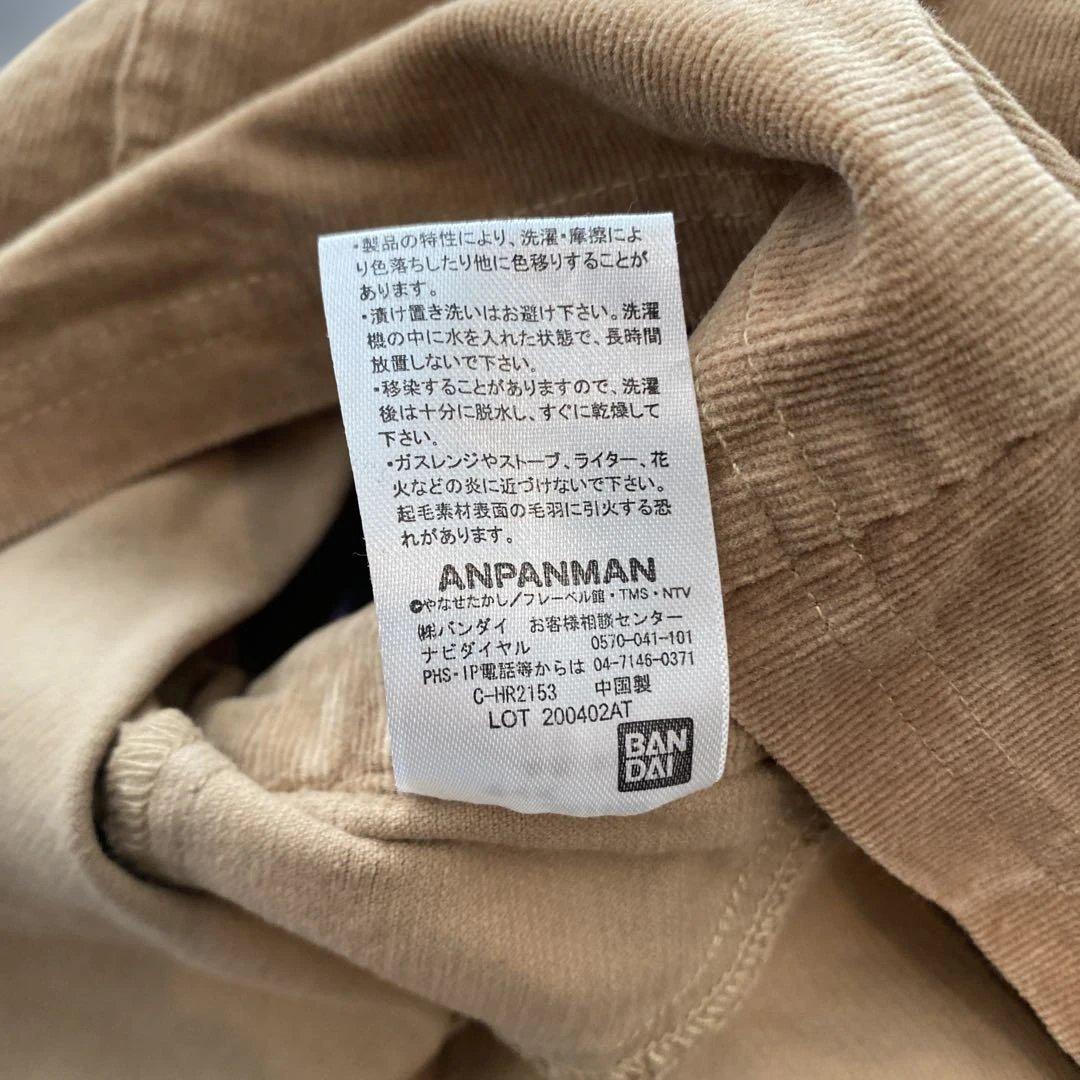 ・製品の特性により、洗濯・摩擦によ
り色落ちしたり他に色移りすることが
あります。
・漬け置き洗いはお避け下さい。洗濯
機の中に水を入れた状態で、長時間
放置しないで下さい。
・移染することがありますので、洗濯
後は十分に脱水し、すぐに乾燥して
下さい。
・ガスレンジやストーブ、ライター、花
火などの炎に近づけないで下さい。
起毛素材表面の毛羽に引火する恐
れがあります。
ANPANMAN
©やなせたかし/フレーベル館・TMS・NTV
㈱バンダイ お客様相談センター
ナビダイヤル 0570-041-101
PHS・IP電話等からは 04-7146-0371
C-HR2153 中国製
LOT 200402AT
BAN
DAI